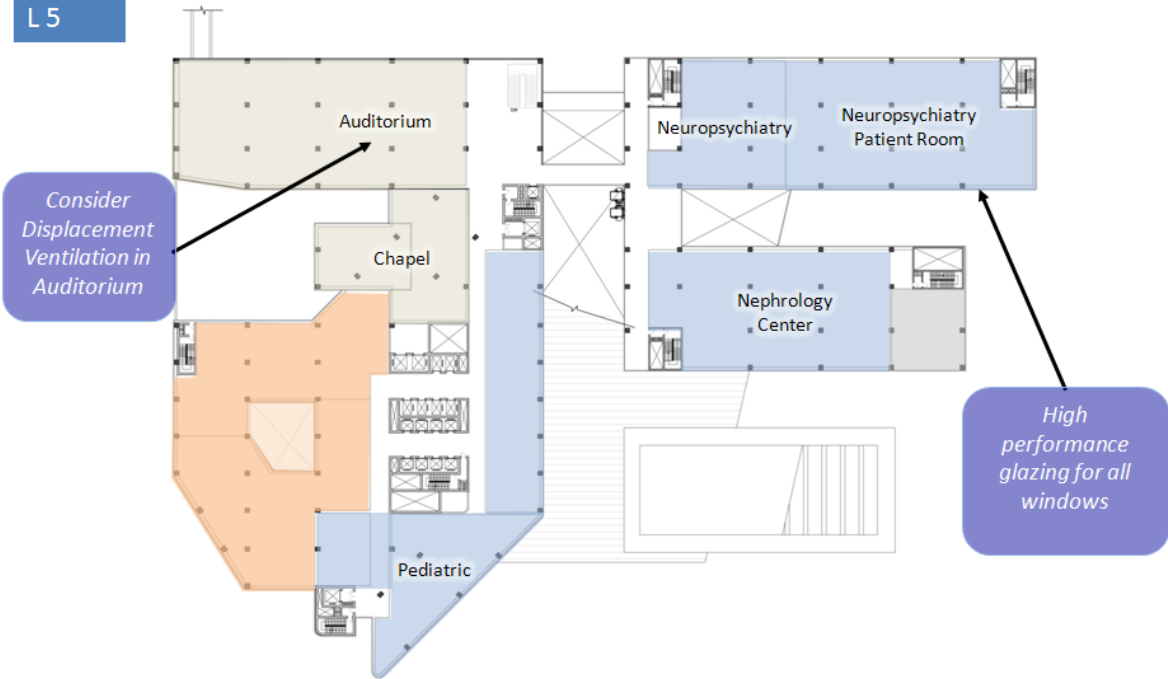 L 5
Auditorium
Neuropsychiatry
Neuropsychiatry
Patient Room
Consider
Displacement
Ventilation in
Auditorium
Chapel
Nephrology
Center
High
performance
glazing for all
windows
Pediatric